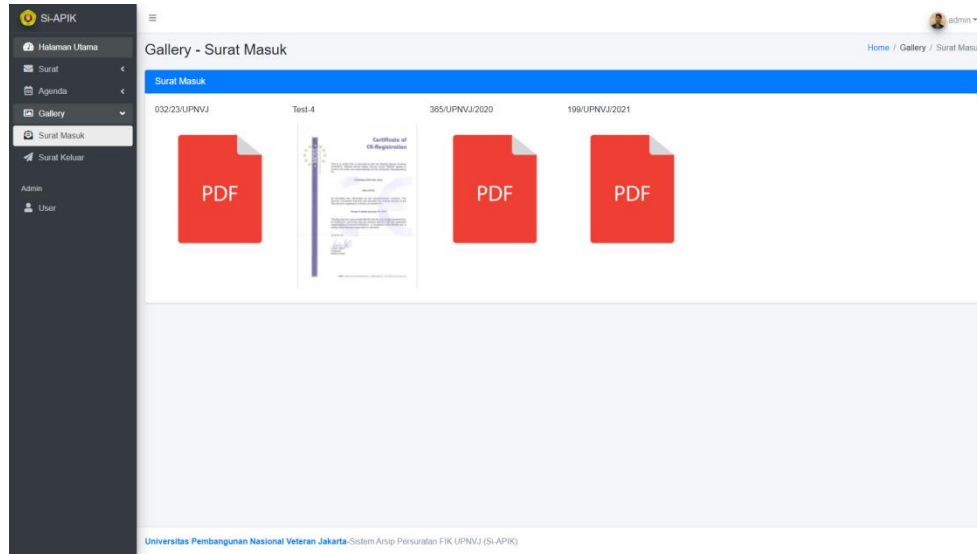 Si-APIK
admin
Halaman Utama
Surat
Agenda
Gallery
Surat Masuk
Surat Keluar
Admin
User
Gallery - Surat Masuk
Home / Gallery / Surat Masu
Surat Masuk
032/23/UPNVJ
Test-4
365/UPNVJ/2020
199/UPNVJ/2021
PDF
Certificate of
CE-Registration
PDF
PDF
Universitas Pembangunan Nasional Veteran Jakarta-Sistem Arsip Persuratan FIK UPNVJ (Si-APIK)